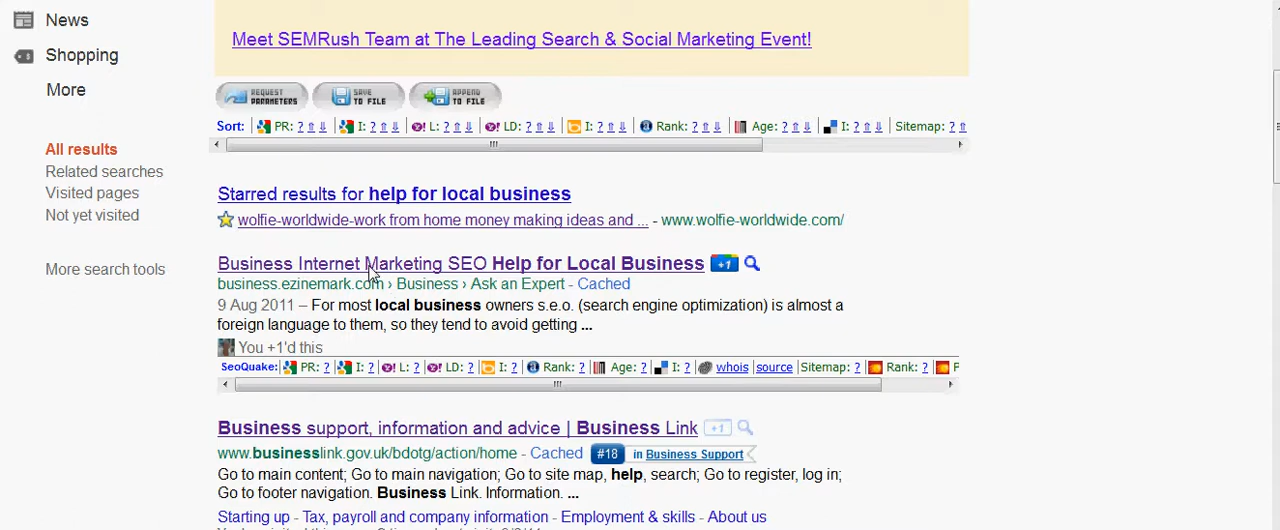 News
Shopping
More
All results
Related searches
Visited pages
Not yet visited
More search tools
Meet SEMRush Team at The Leading Search & Social Marketing Event!
REQUEST PARAMETERS SAVE TO FILE APPEND TO FILE
Sort: PR: ? ⇑ ⇓ I: ? ⇑ ⇓ Y! L: ? ⇑ ⇓ Y! LD: ? ⇑ ⇓ I: ? ⇑ ⇓ Rank: ? ⇑ ⇓ Age: ? ⇑ ⇓ I: ? ⇑ ⇓ Sitemap: ? ⇑
Starred results for help for local business
wolfie-worldwide-work from home money making ideas and ... - www.wolfie-worldwide.com/
Business Internet Marketing SEO Help for Local Business +1
business.ezinemark.com › Business › Ask an Expert - Cached
9 Aug 2011 – For most local business owners s.e.o. (search engine optimization) is almost a
foreign language to them, so they tend to avoid getting ...
You +1'd this
SeoQuake: PR: ? I: ? Y! L: ? Y! LD: ? I: ? Rank: ? Age: ? I: ? whois source Sitemap: ? Rank: ? P
Business support, information and advice | Business Link +1
www.businesslink.gov.uk/bdotg/action/home - Cached #18 in Business Support
Go to main content; Go to main navigation; Go to site map, help, search; Go to register, log in;
Go to footer navigation. Business Link. Information. ...
Starting up - Tax, payroll and company information - Employment & skills - About us